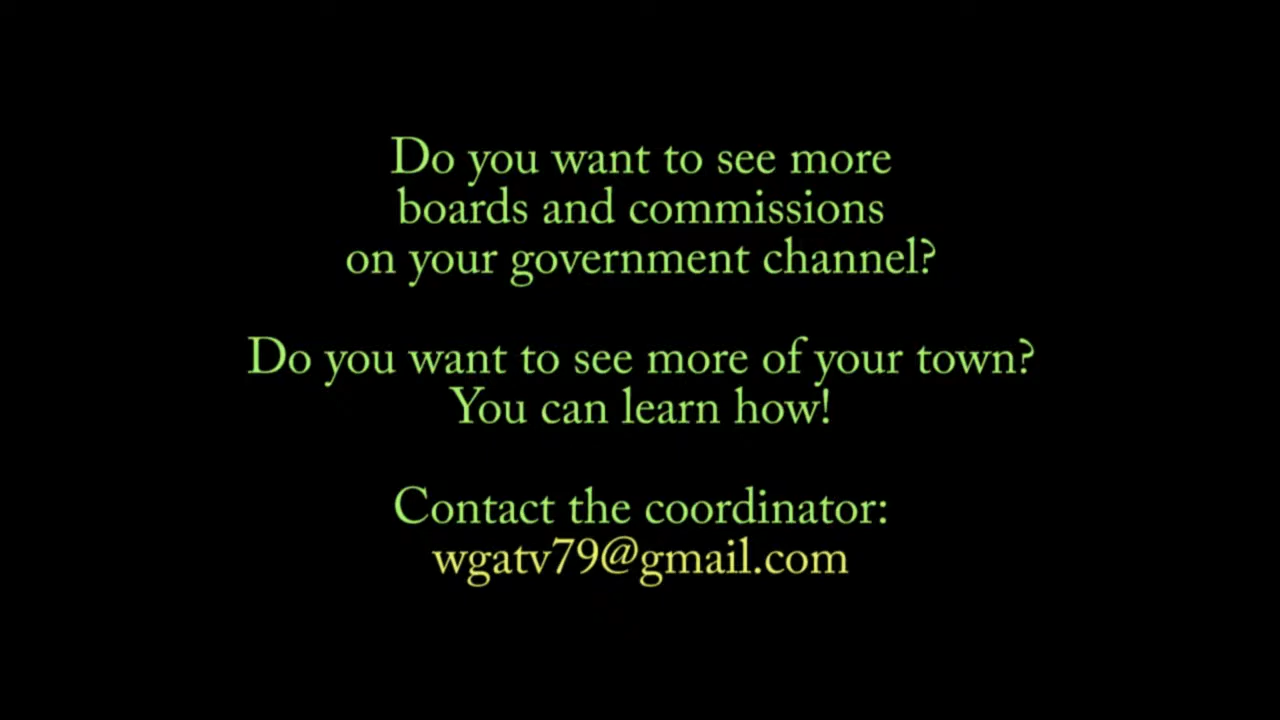 Do you want to see more
boards and commissions
on your government channel?
Do you want to see more of your town?
You can learn how!
Contact the coordinator:
wgatv79@gmail.com